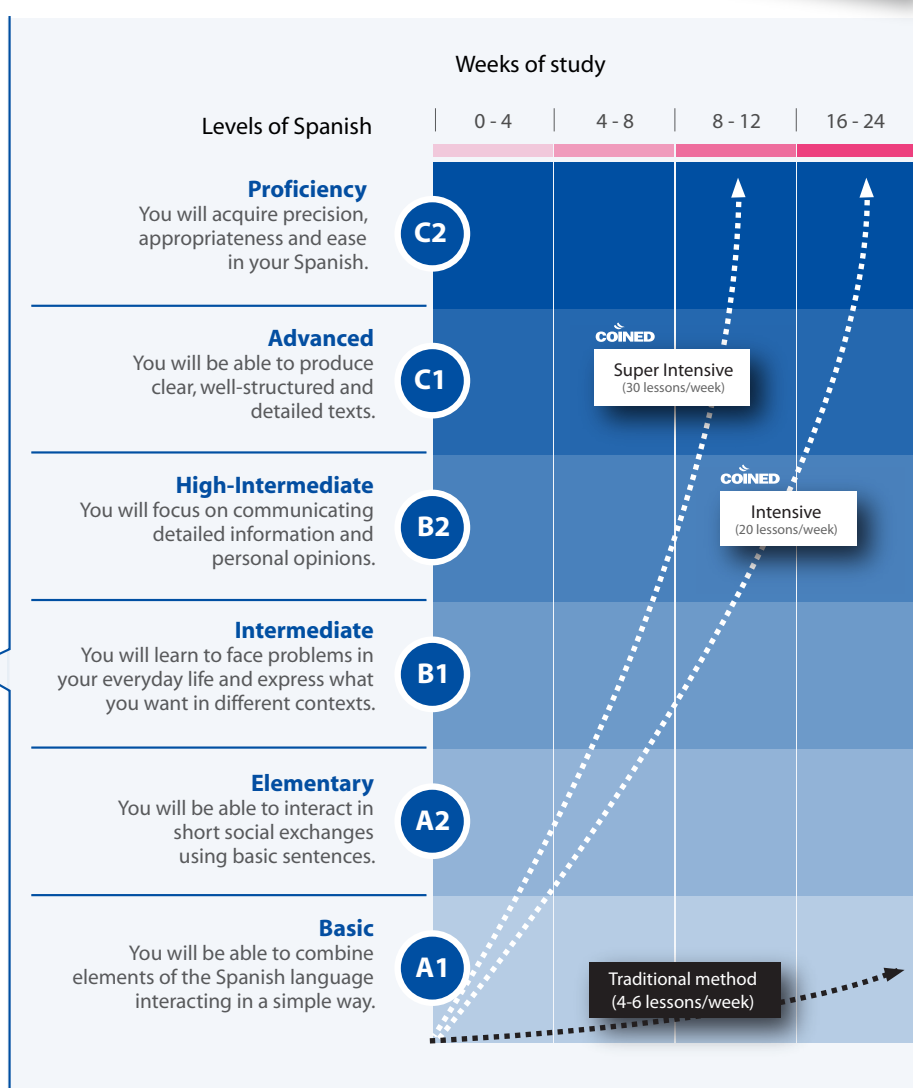 Weeks of study
Levels of Spanish
0 - 4
4 - 8
8 - 12
16 - 24
Proficiency
You will acquire precision,
appropriateness and ease
in your Spanish.
C2
Advanced
You will be able to produce
clear, well-structured and
detailed texts.
C1
COINED
Super Intensive
(30 lessons/week)
High-Intermediate
You will focus on communicating
detailed information and
personal opinions.
B2
COINED
Intensive
(20 lessons/week)
Intermediate
You will learn to face problems in
your everyday life and express what
you want in different contexts.
B1
Elementary
You will be able to interact in
short social exchanges
using basic sentences.
A2
Basic
You will be able to combine
elements of the Spanish language
interacting in a simple way.
A1
Traditional method
(4-6 lessons/week)